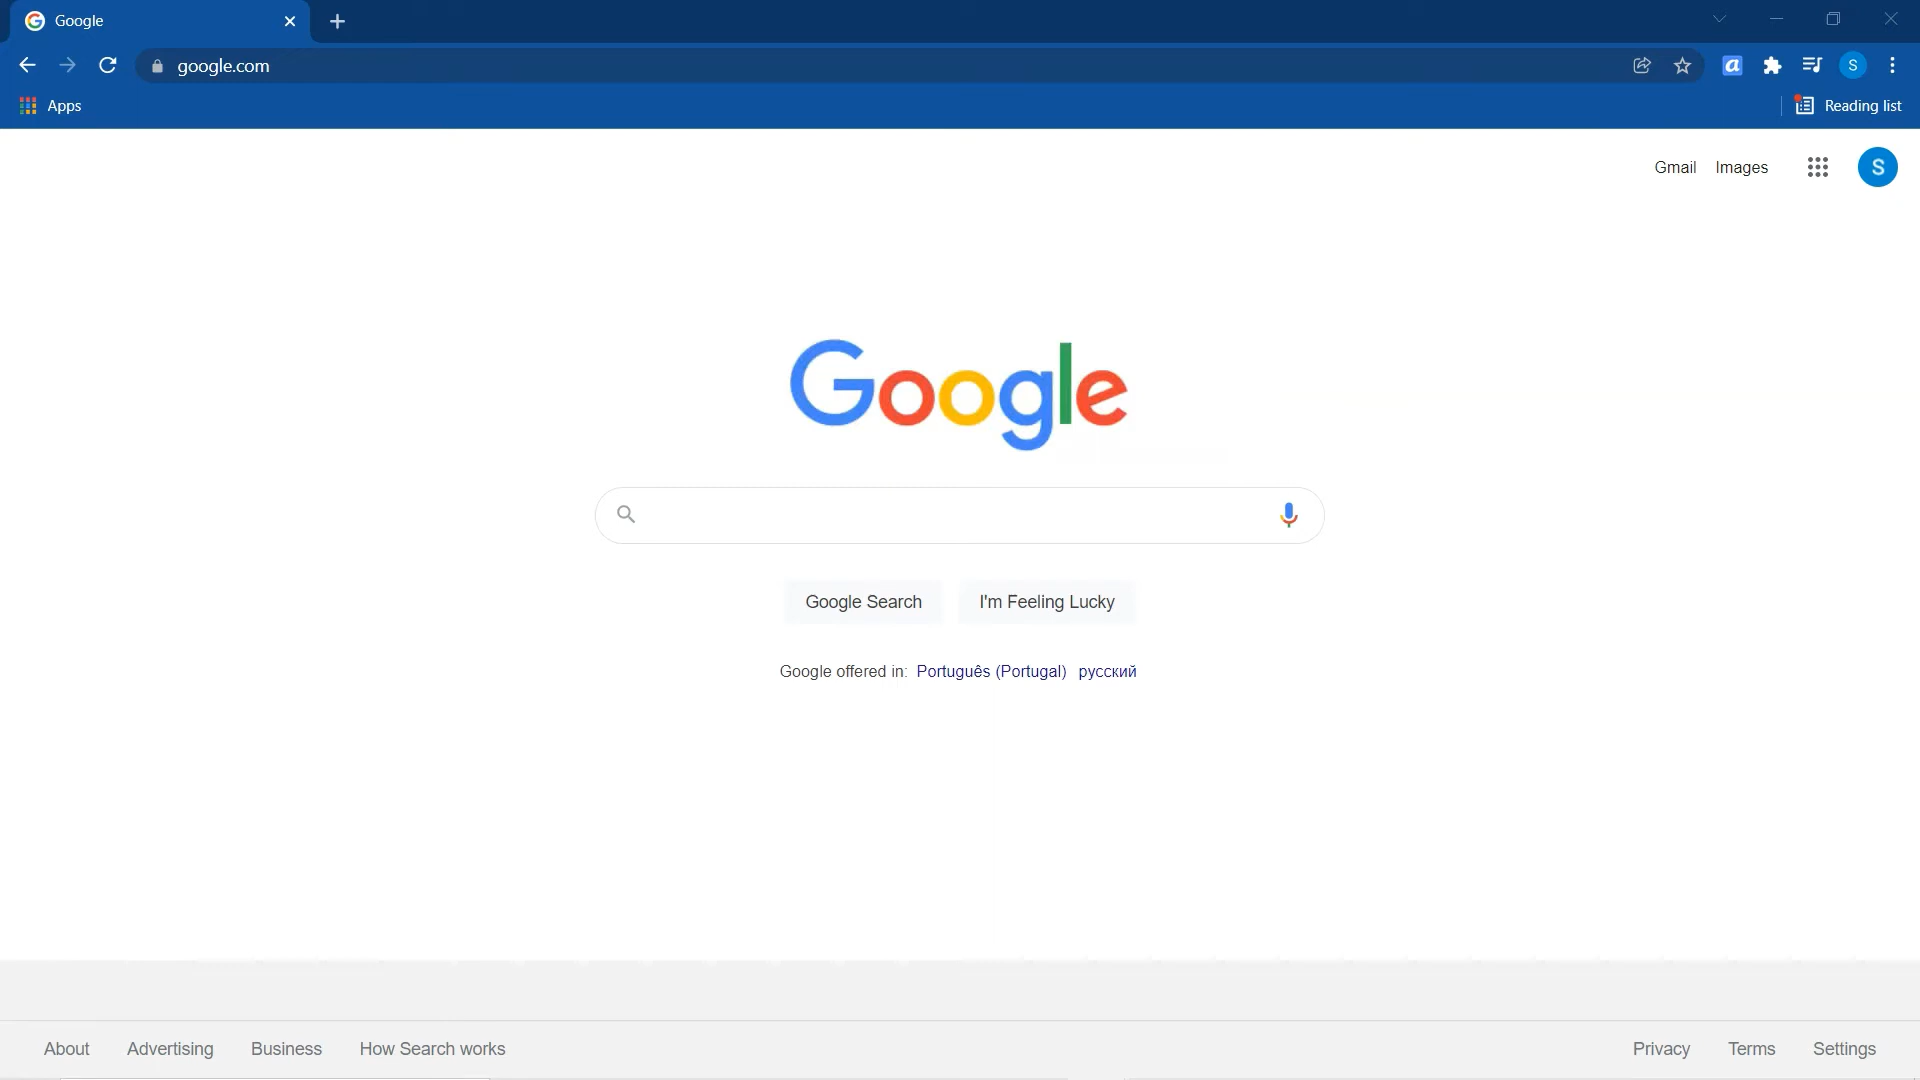 Google
google.com
S
Apps
Reading list
Gmail Images S
Google
Google Search I'm Feeling Lucky
Google offered in: Português (Portugal) русский
About Advertising Business How Search works Privacy Terms Settings